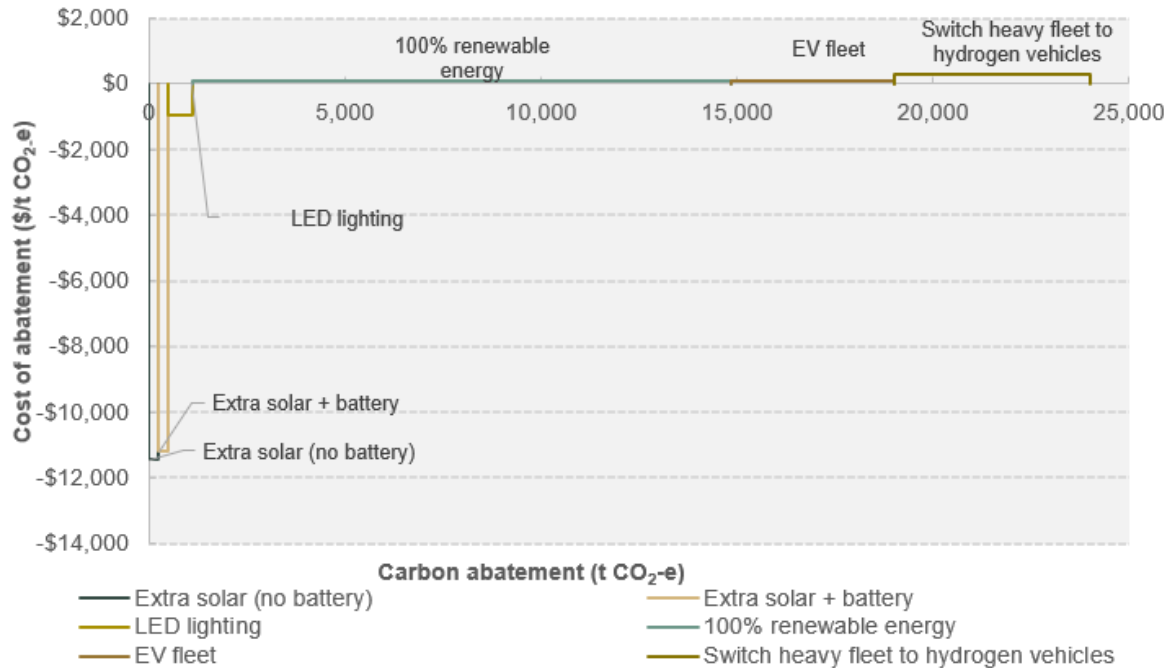 $2,000
$0
-$2,000
-$4,000
-$6,000
-$8,000
-$10,000
-$12,000
-$14,000
Cost of abatement ($/t CO₂-e)
100% renewable
energy
EV fleet
Switch heavy fleet to
hydrogen vehicles
0
5,000
10,000
15,000
20,000
25,000
LED lighting
Extra solar + battery
Extra solar (no battery)
Carbon abatement (t CO₂-e)
Extra solar (no battery)
Extra solar + battery
LED lighting
100% renewable energy
EV fleet
Switch heavy fleet to hydrogen vehicles